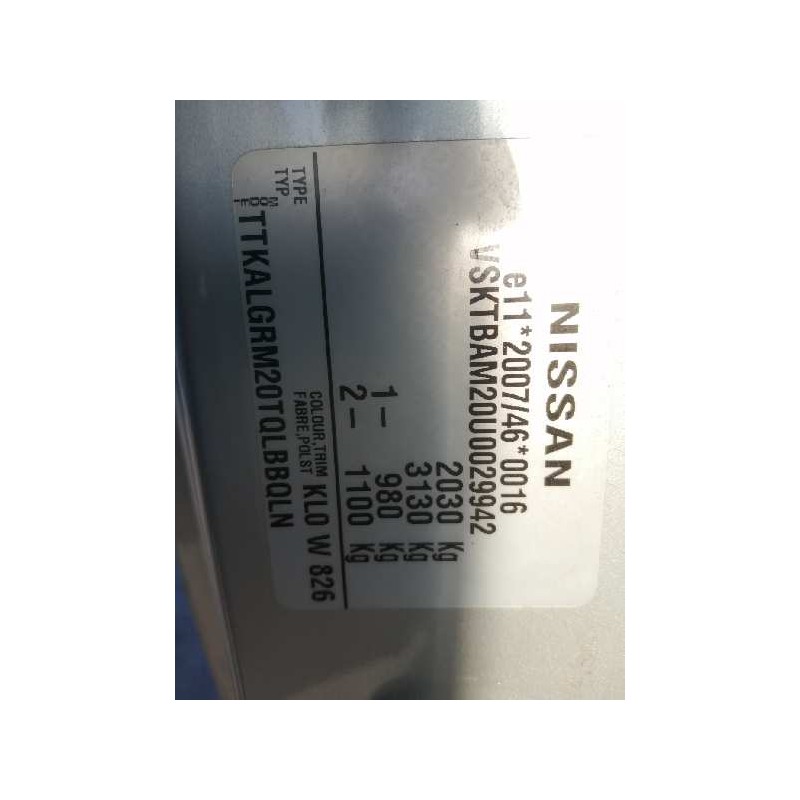 NISSAN
e11*2007/46*0016
VSKTBAM20U0029942
2030 Kg
3130 Kg
1- 980 Kg
2- 1100 Kg
TYPE
TYP
COLOUR,TRIM
FABRE,POLST
KL0 W 826
TTKALGRM20TQLBBQLN